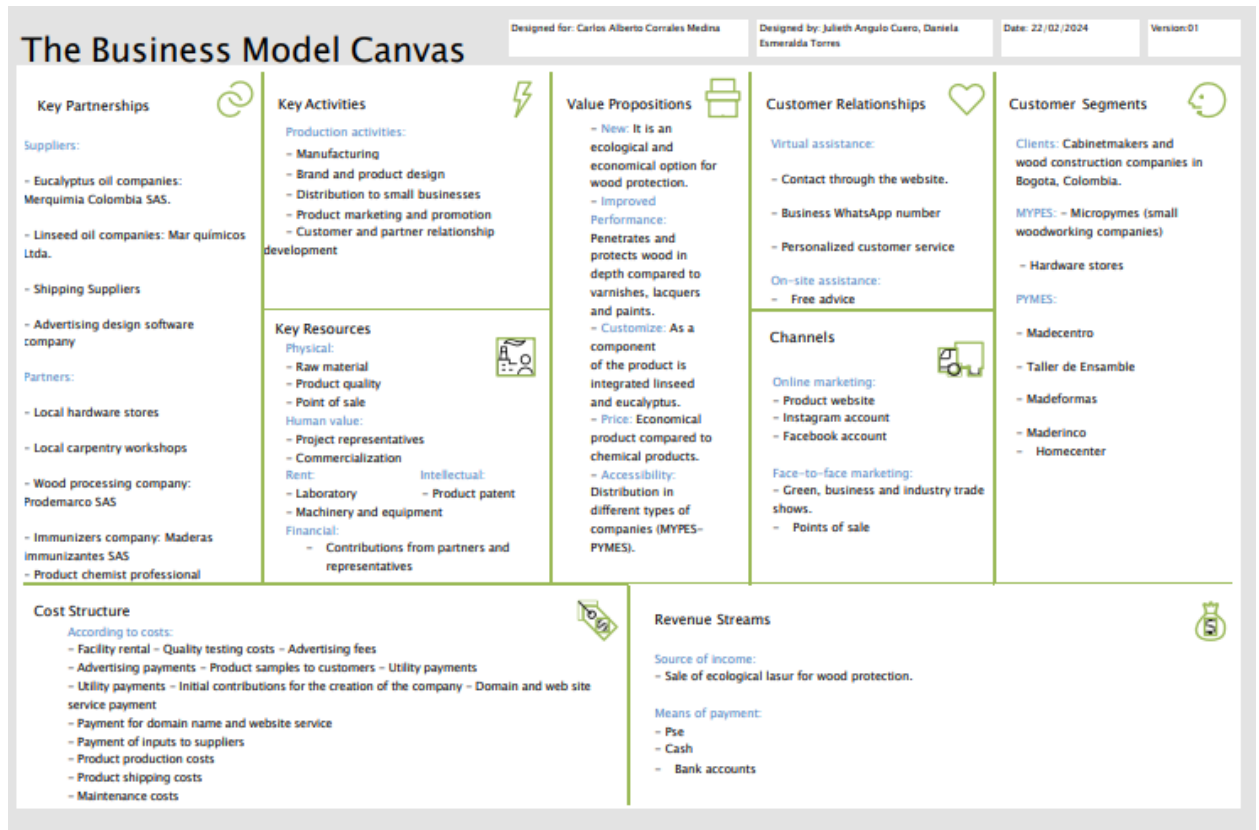 The Business Model Canvas
Designed for: Carlos Alberto Corrales Medina
Designed by: Julieth Angulo Cuero, Daniela
Esmeralda Torres
Date: 22/02/2024
Version:01
Key Partnerships
Suppliers:
– Eucalyptus oil companies:
Merquimia Colombia SAS.
– Linseed oil companies: Mar químicos
Ltda.
– Shipping Suppliers
– Advertising design software
company
Partners:
– Local hardware stores
– Local carpentry workshops
– Wood processing company:
Prodemarco SAS
– Immunizers company: Maderas
immunizantes SAS
– Product chemist professional
Key Activities
Production activities:
– Manufacturing
– Brand and product design
– Distribution to small businesses
– Product marketing and promotion
– Customer and partner relationship
development
Key Resources
Physical:
– Raw material
– Product quality
– Point of sale
Human value:
– Project representatives
– Commercialization
Rent: Intellectual:
– Laboratory – Product patent
– Machinery and equipment
Financial:
– Contributions from partners and
representatives
Value Propositions
– New: It is an
ecological and
economical option for
wood protection.
– Improved
Performance:
Penetrates and
protects wood in
depth compared to
varnishes, lacquers
and paints.
– Customize: As a
component
of the product is
integrated linseed
and eucalyptus.
– Price: Economical
product compared to
chemical products.
– Accessibility:
Distribution in
different types of
companies (MYPES–
PYMES).
Customer Relationships
Virtual assistance:
– Contact through the website.
– Business WhatsApp number
– Personalized customer service
On–site assistance:
– Free advice
Channels
Online marketing:
– Product website
– Instagram account
– Facebook account
Face–to–face marketing:
– Green, business and industry trade
shows.
– Points of sale
Customer Segments
Clients: Cabinetmakers and
wood construction companies in
Bogota, Colombia.
MYPES: – Micropymes (small
woodworking companies)
– Hardware stores
PYMES:
– Madecentro
– Taller de Ensamble
– Madeformas
– Maderinco
– Homecenter
Cost Structure
According to costs:
– Facility rental – Quality testing costs – Advertising fees
– Advertising payments – Product samples to customers – Utility payments
– Utility payments – Initial contributions for the creation of the company – Domain and web site
service payment
– Payment for domain name and website service
– Payment of inputs to suppliers
– Product production costs
– Product shipping costs
– Maintenance costs
Revenue Streams
Source of income:
– Sale of ecological lasur for wood protection.
Means of payment:
– Pse
– Cash
– Bank accounts